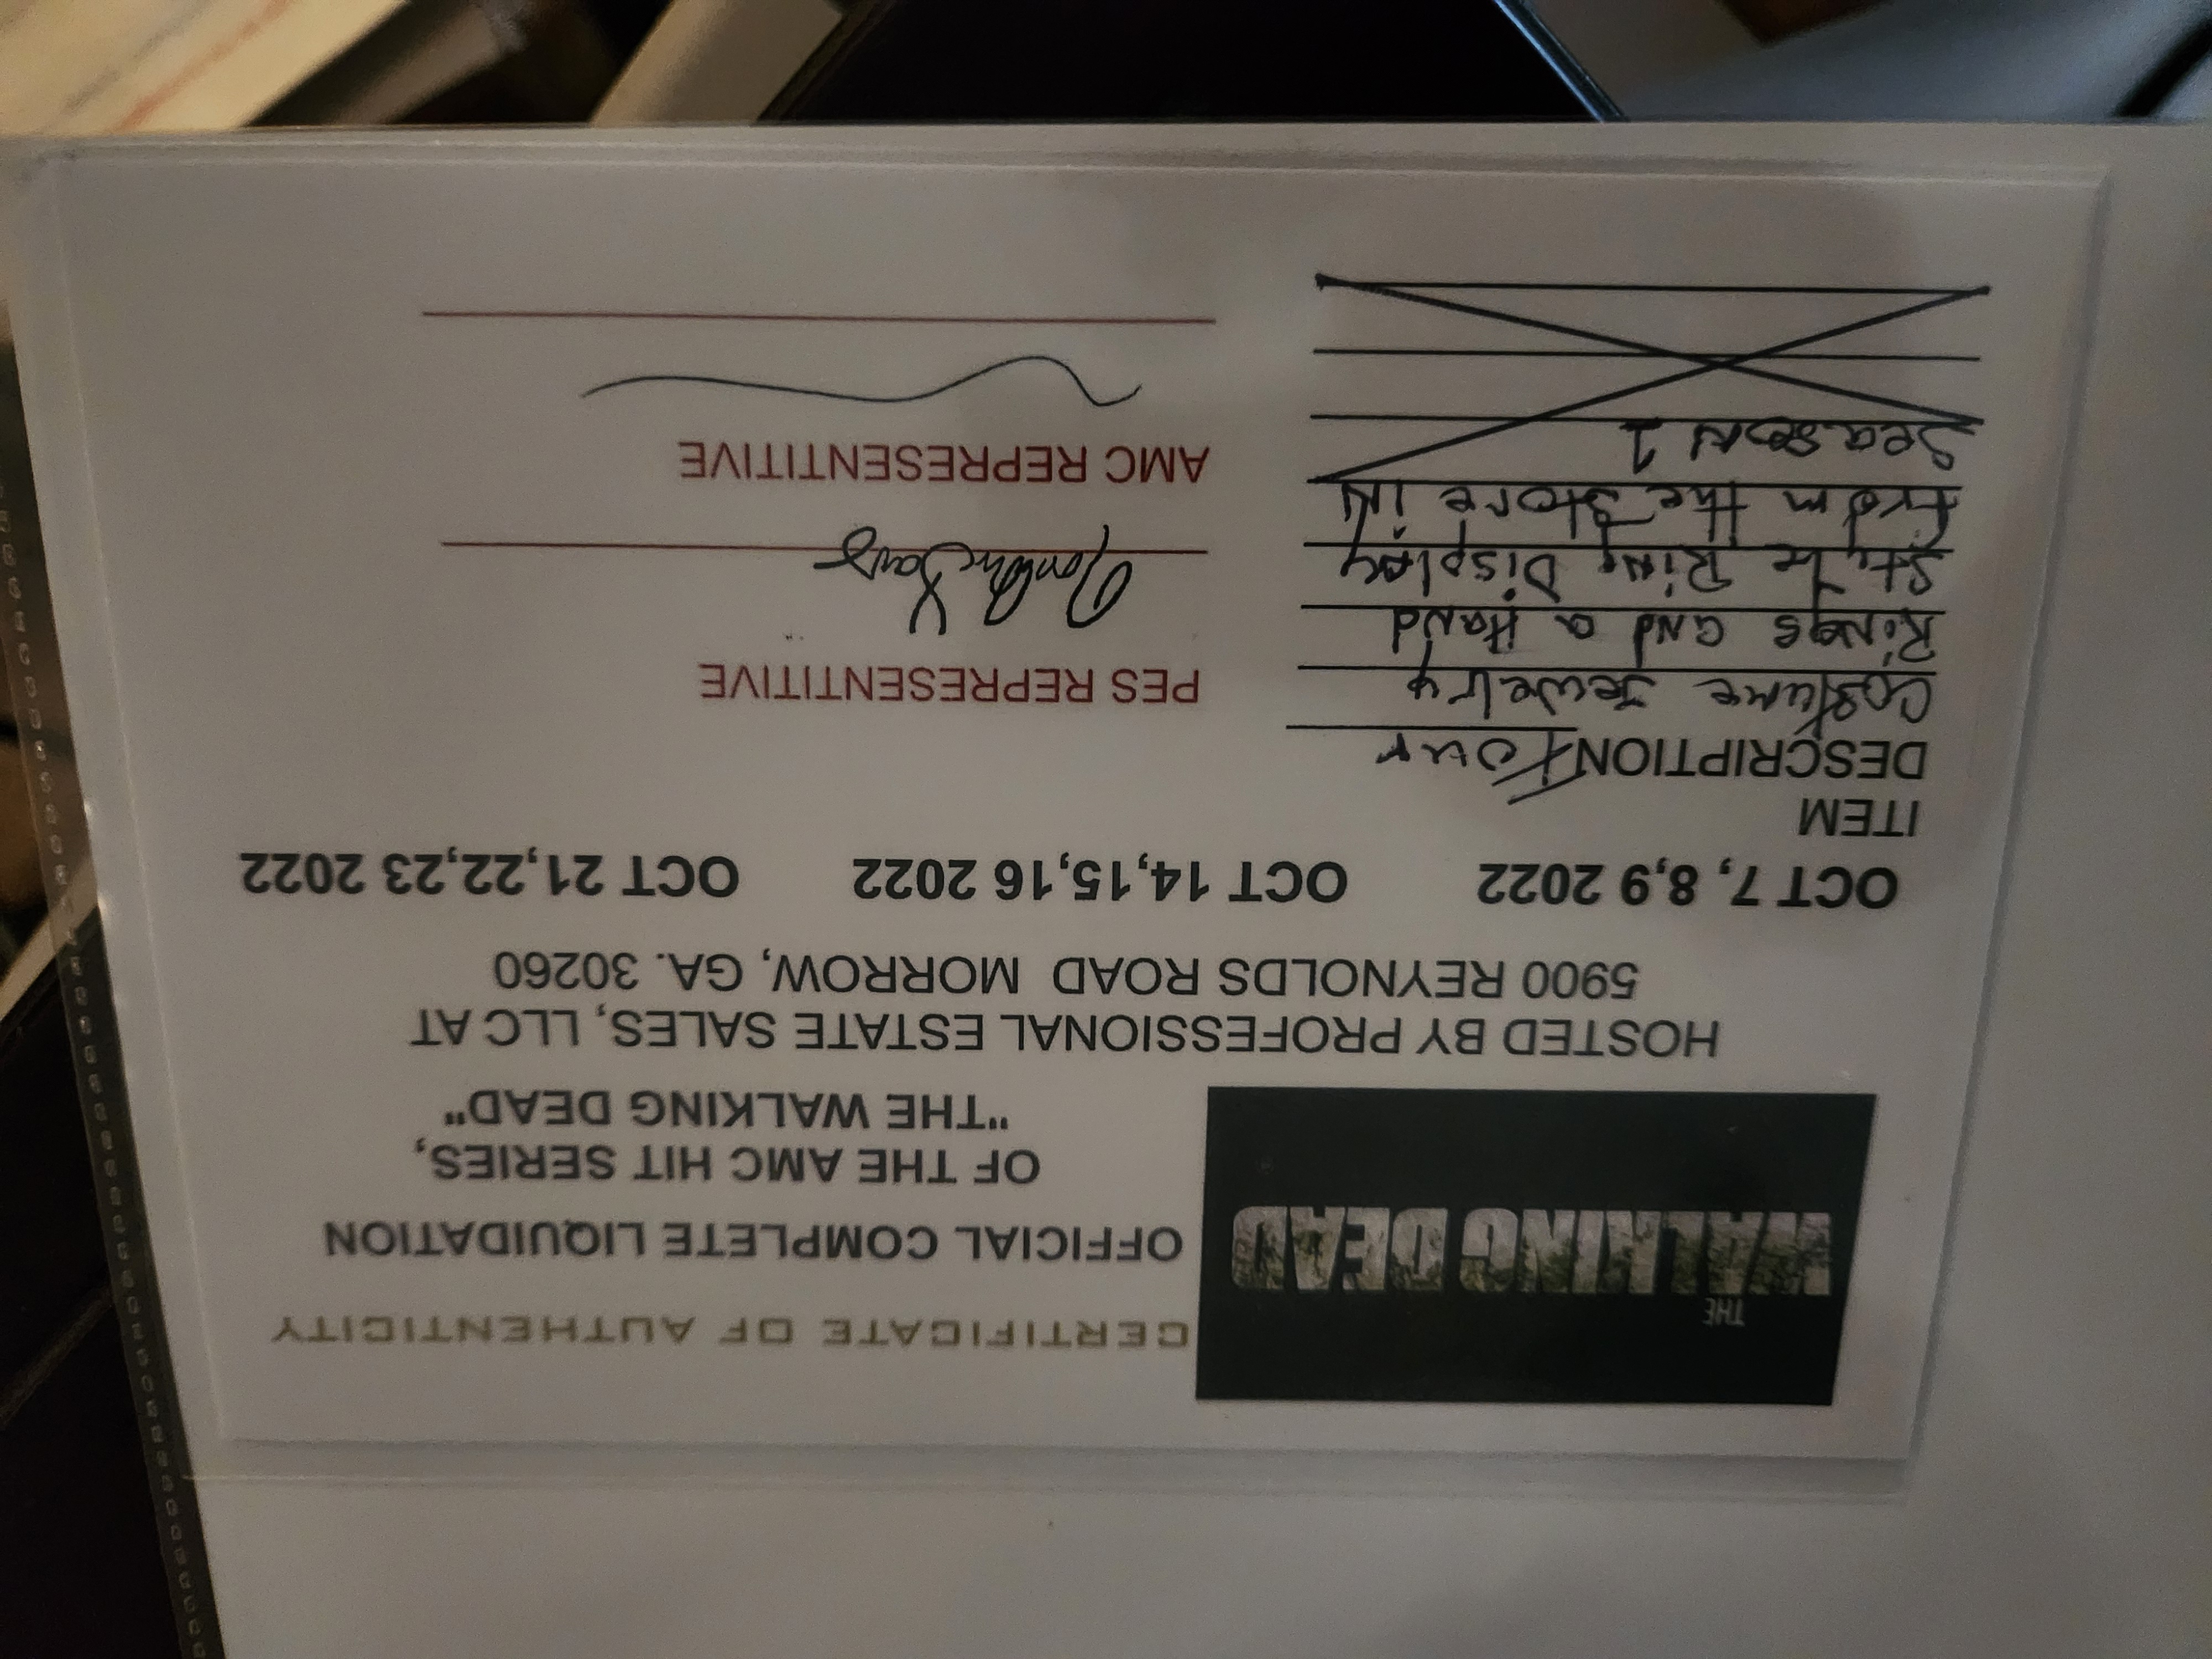 THE
WALKING DEAD
CERTIFICATE OF AUTHENTICITY
OFFICIAL COMPLETE LIQUIDATION
OF THE AMC HIT SERIES,
"THE WALKING DEAD"
HOSTED BY PROFESSIONAL ESTATE SALES, LLC AT
5900 REYNOLDS ROAD MORROW, GA. 30260
OCT 7, 8,9 2022 OCT 14,15,16 2022 OCT 21,22,23 2022
ITEM
DESCRIPTION Four
Costume Jewelry
Rings and a Hand
Style Ring Display
from the Store in
Season 1
PES REPRESENTITIVE
AMC REPRESENTITIVE